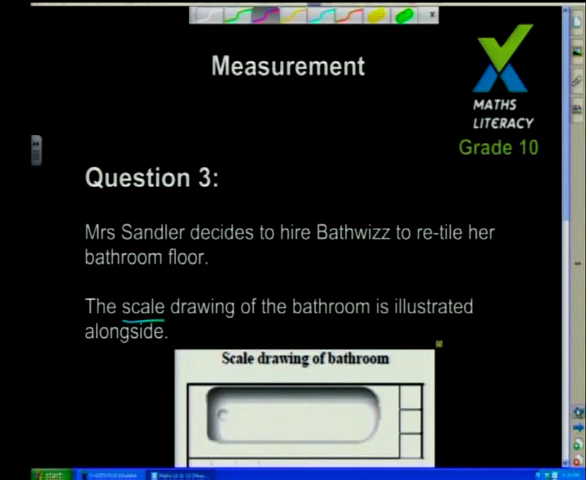 Measurement
MATHS
LITERACY
Grade 10
Question 3:
Mrs Sandler decides to hire Bathwizz to re-tile her
bathroom floor.
The scale drawing of the bathroom is illustrated
alongside.
Scale drawing of bathroom
start